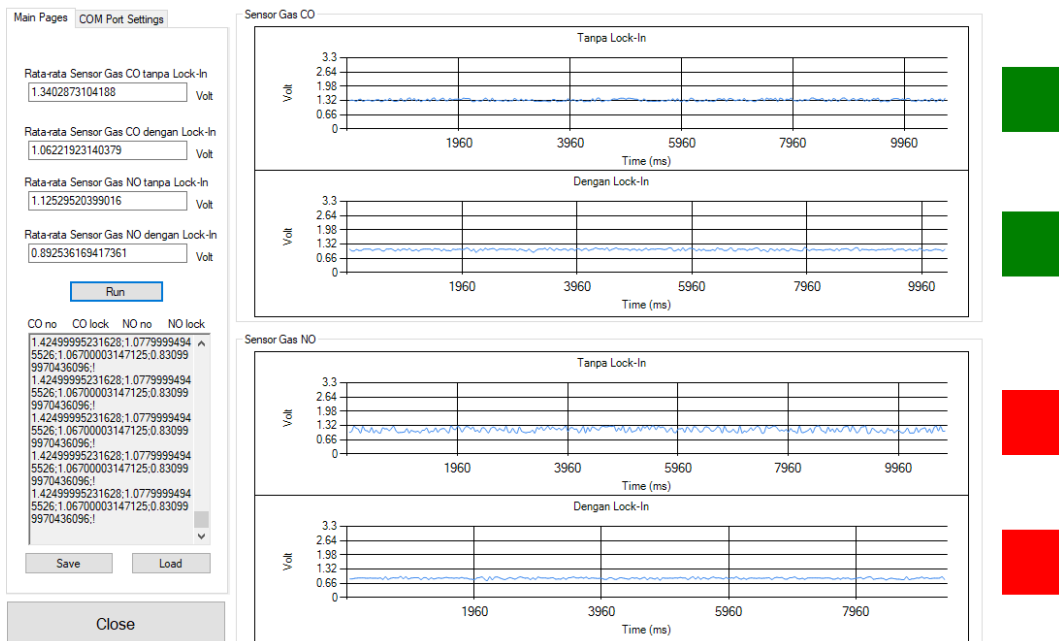 Main Pages
COM Port Settings
Rata-rata Sensor Gas CO tanpa Lock-In
1.3402873104188
Volt
Rata-rata Sensor Gas CO dengan Lock-In
1.06221923140379
Volt
Rata-rata Sensor Gas NO tanpa Lock-In
1.12529520399016
Volt
Rata-rata Sensor Gas NO dengan Lock-In
0.892536169417361
Volt
Run
CO no CO lock NO no NO lock
1.42499995231628;1.0779999494
5526;1.06700003147125;0.83099
9970436096;!
1.42499995231628;1.0779999494
5526;1.06700003147125;0.83099
9970436096;!
1.42499995231628;1.0779999494
5526;1.06700003147125;0.83099
9970436096;!
1.42499995231628;1.0779999494
5526;1.06700003147125;0.83099
9970436096;!
1.42499995231628;1.0779999494
5526;1.06700003147125;0.83099
9970436096;!
Save
Load
Close
Sensor Gas CO
Tanpa Lock-In
Volt
3.3
2.64
1.98
1.32
0.66
0
1960 3960 5960 7960 9960
Time (ms)
Dengan Lock-In
Volt
3.3
2.64
1.98
1.32
0.66
0
1960 3960 5960 7960 9960
Time (ms)
Sensor Gas NO
Tanpa Lock-In
Volt
3.3
2.64
1.98
1.32
0.66
0
1960 3960 5960 7960 9960
Time (ms)
Dengan Lock-In
Volt
3.3
2.64
1.98
1.32
0.66
0
1960 3960 5960 7960
Time (ms)